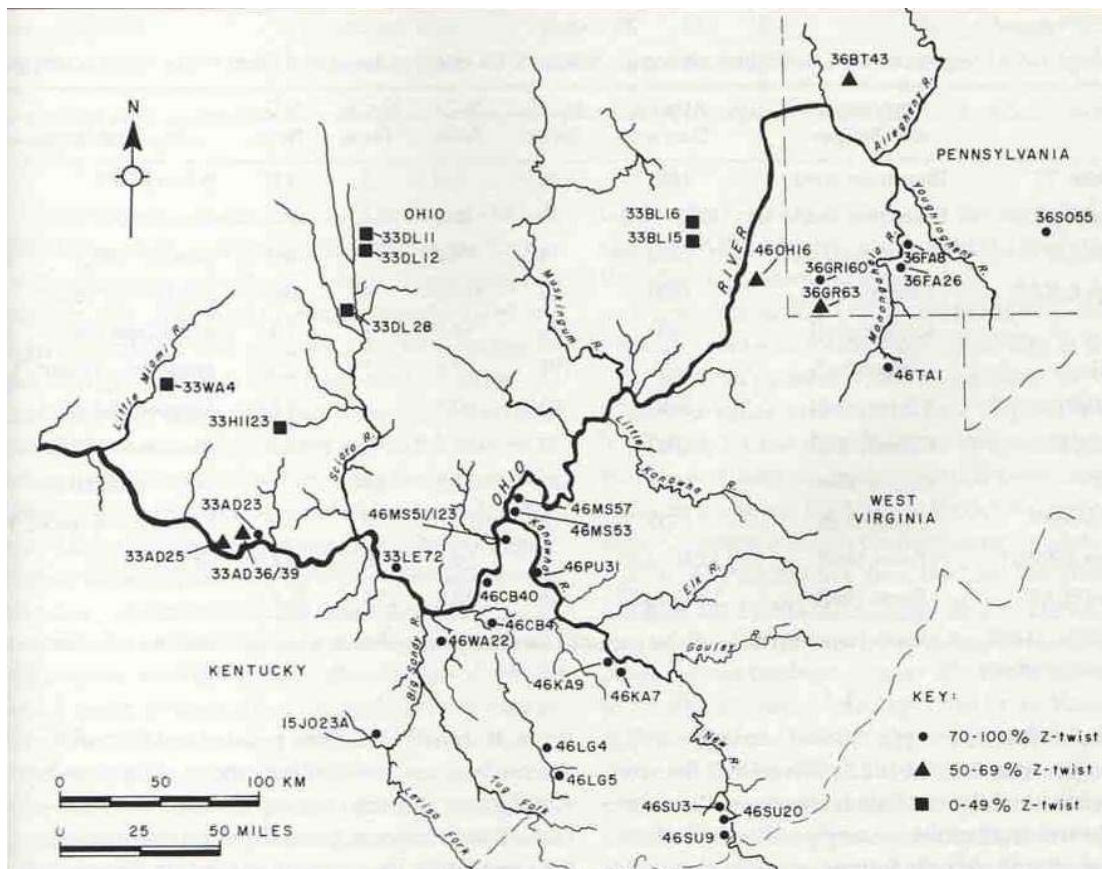 36BT43
N
Allegheny R.
PENNSYLVANIA
OHIO
33DL11
33DL12
33BL16
33BL15
Youghiogheny R.
36SO55
RIVER
46OH16
36GR160
36GR63
Monongahela R.
36FA8
36FA26
Muskingum R.
33DL28
Little Miami R.
33WA4
46TA1
33HI123
Scioto R.
Little Kanawha R.
OHIO
46MS51/123
46MS57
46MS53
WEST VIRGINIA
33AD23
33AD25
33AD36/39
33LE72
Kanawha R.
46PU31
46CB40
46CB4
46WA22
Elk R.
Gauley R.
KENTUCKY
Big Sandy R.
46KA9
46KA7
KEY:
70-100% Z-twist
50-69% Z-twist
0-49% Z-twist
15JO23A
New R.
46LG4
46LG5
0 50 100 KM
Levisa Fork
Tug Fork
46SU3
46SU20
46SU9
0 25 50 MILES